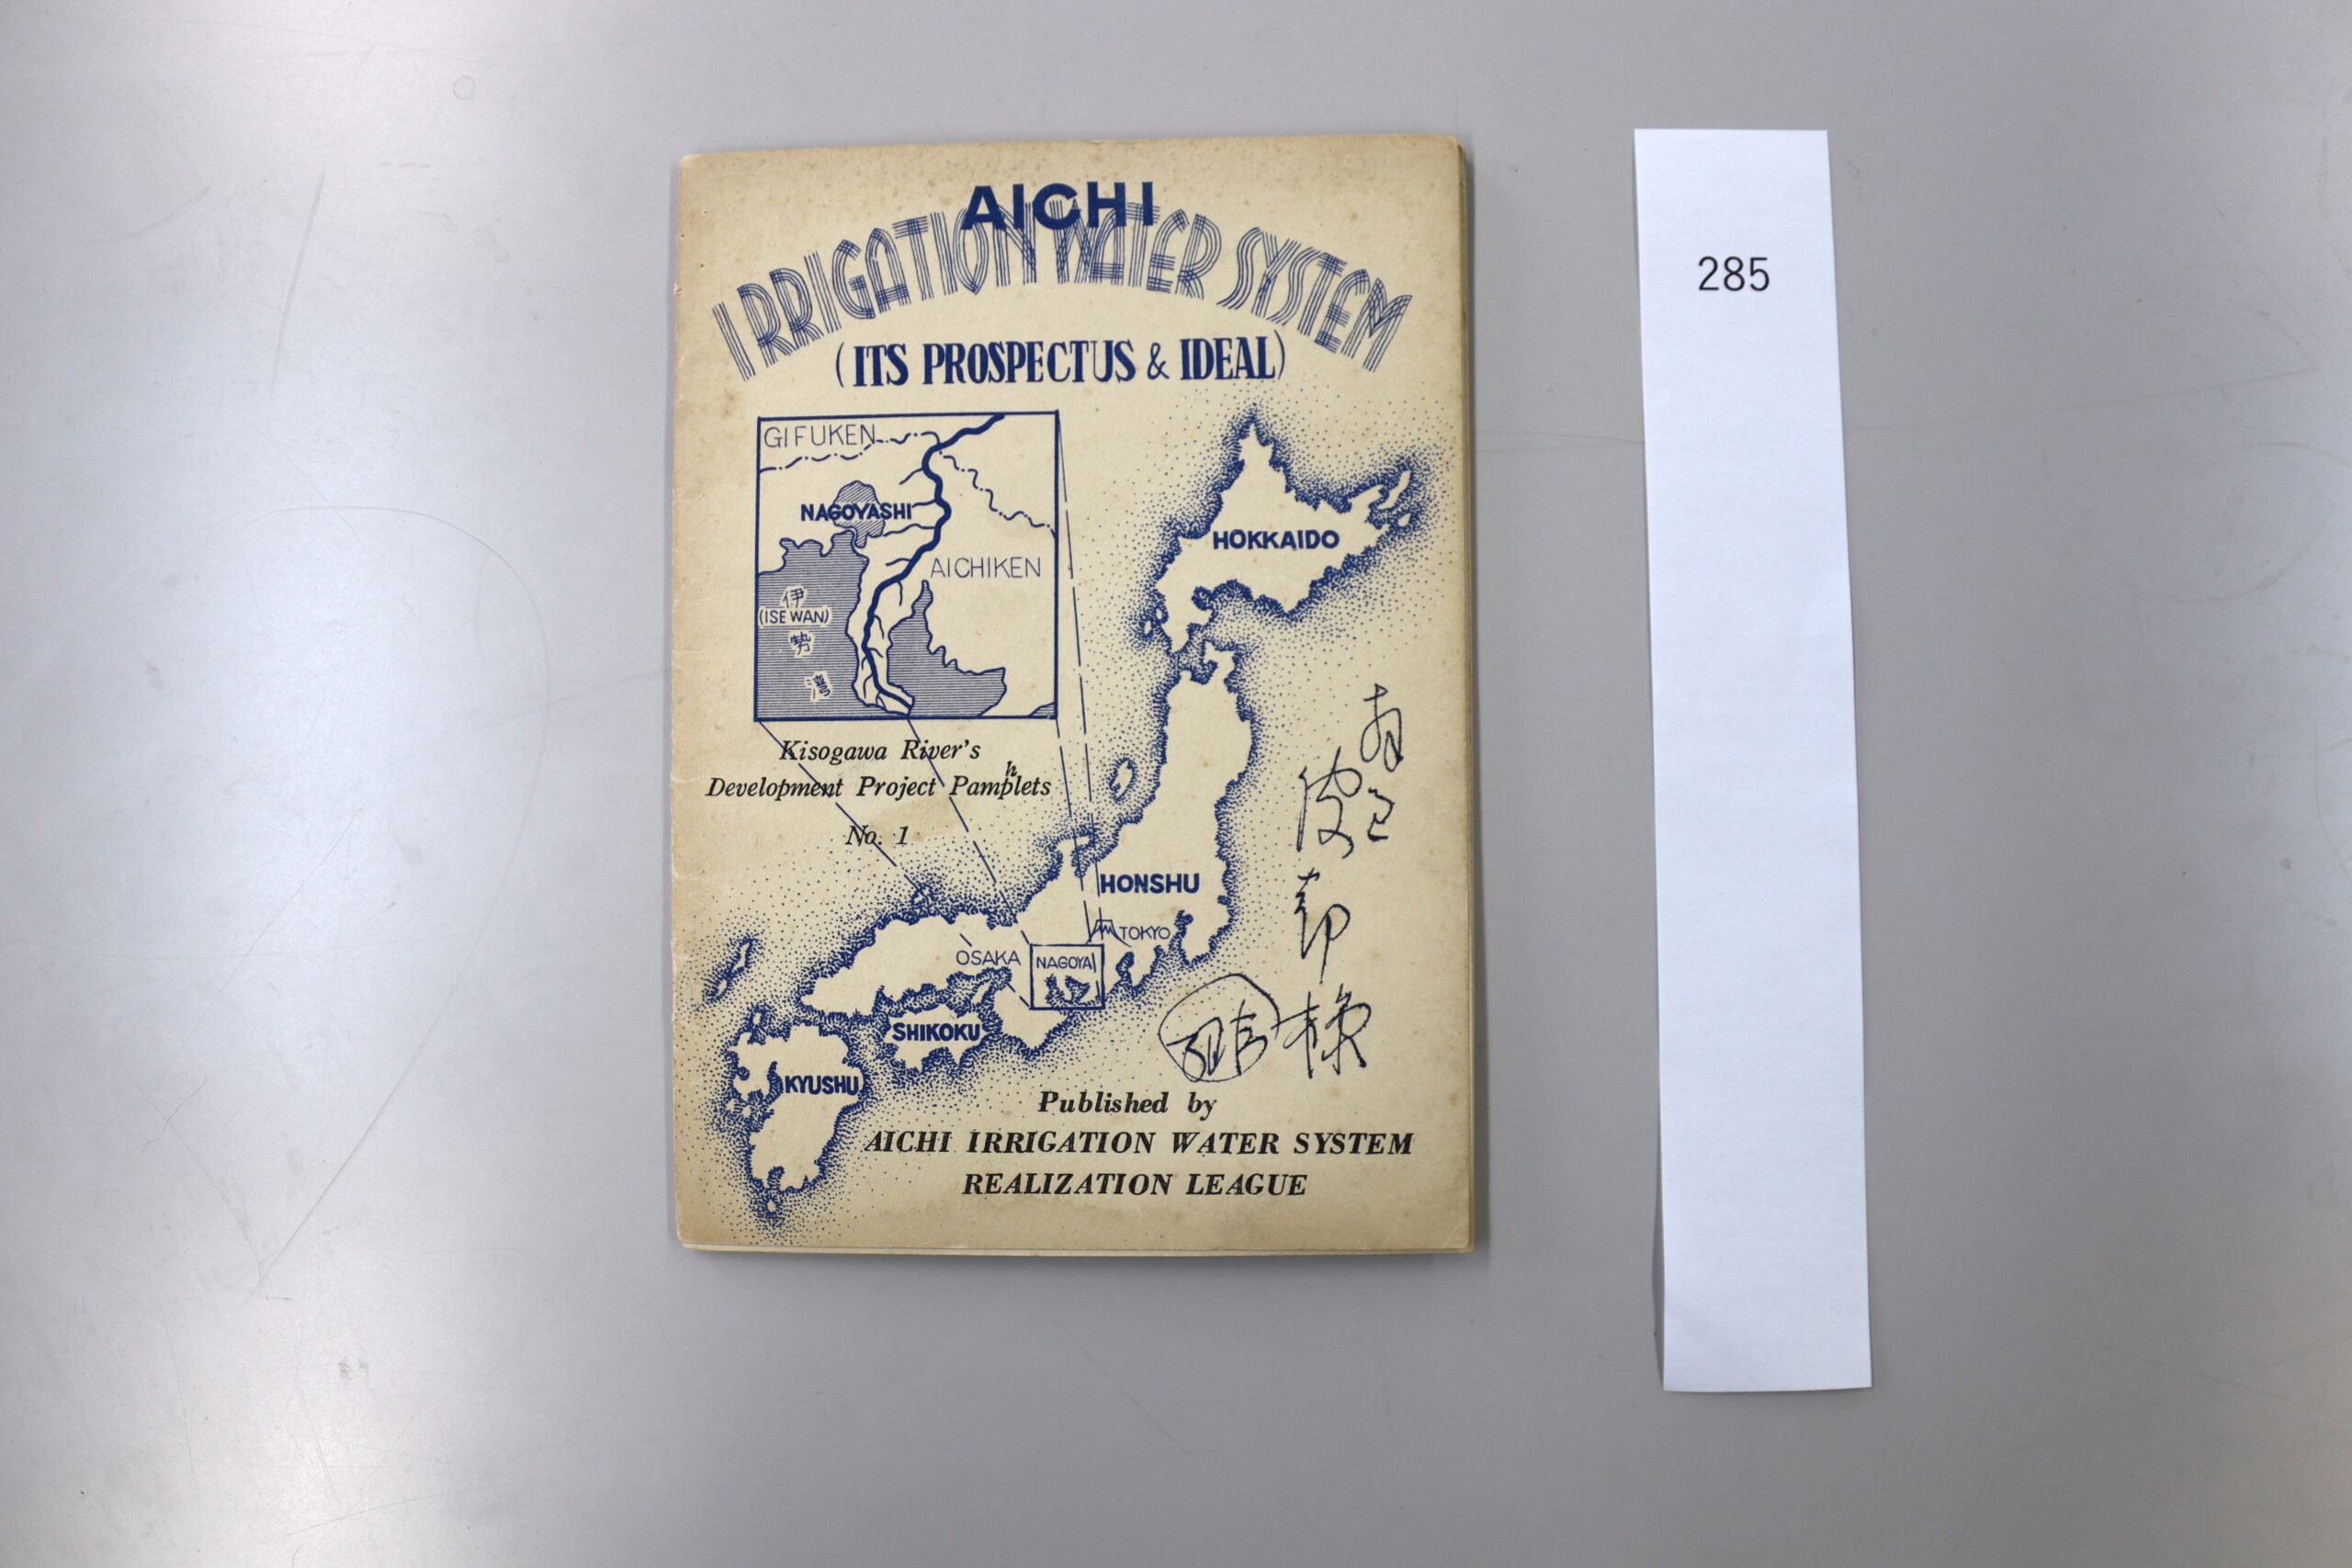 AICHI
IRRIGATION WATER SYSTEM
(ITS PROSPECTUS & IDEAL)
GIFUKEN
NAGOYASHI
AICHIKEN
伊
(ISE WAN)
勢
湾
Kisogawa River's
h
Development Project Pamplets
No. 1
HOKKAIDO
HONSHU
TOKYO
OSAKA
NAGOYA
SHIKOKU
KYUSHU
様
Published by
AICHI IRRIGATION WATER SYSTEM
REALIZATION LEAGUE
285